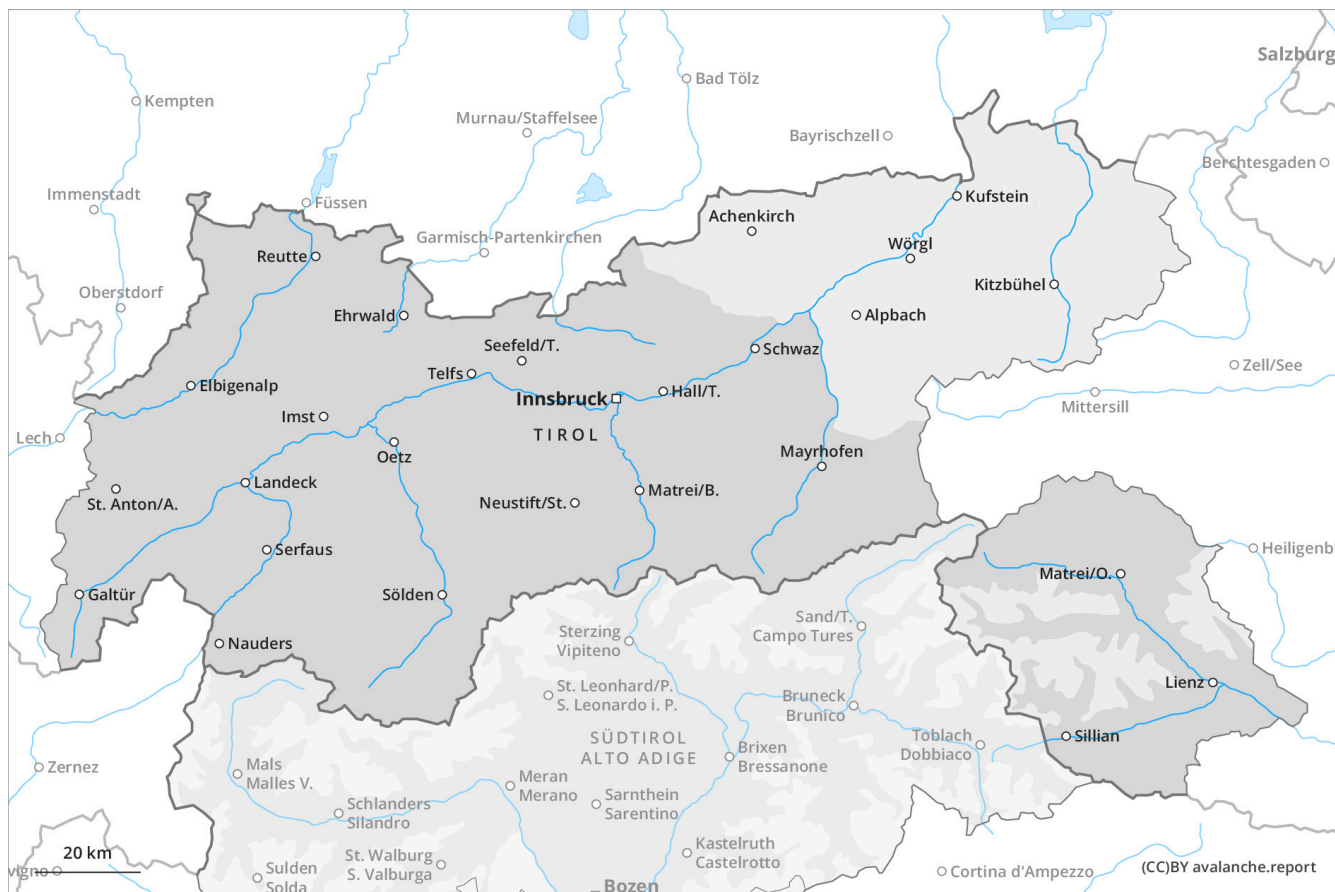 Salzburg
Bad Tölz
Kempten
Murnau/Staffelsee
Bayrischzell
Berchtesgaden
Immenstadt
Füssen
Kufstein
Achenkirch
Garmisch-Partenkirchen
Wörgl
Reutte
Kitzbühel
Oberstdorf
Ehrwald
Alpbach
Seefeld/T.
Schwaz
Zell/See
Telfs
Elbigenalp
Hall/T.
Innsbruck
Mittersill
Imst
Lech
TIROL
Oetz
Mayrhofen
Landeck
Matrei/B.
St. Anton/A.
Neustift/St.
Serfaus
Heiligenb
Matrei/O.
Galtür
Sölden
Sand/T.
Campo Tures
Sterzing
Vipiteno
Nauders
Lienz
St. Leonhard/P.
S. Leonardo i. P.
Bruneck
Brunico
Toblach
Dobbiaco
Sillian
SÜDTIROL
ALTO ADIGE
Brixen
Bressanone
Zernez
Mals
Malles V.
Meran
Merano
Sarnthein
Sarentino
Schlanders
Silandro
Kastelruth
Castelrotto
20 km
St. Walburg
S. Valburga
vigno
Sulden
Solda
Cortina d'Ampezzo
(CC)BY avalanche.report
Bozen